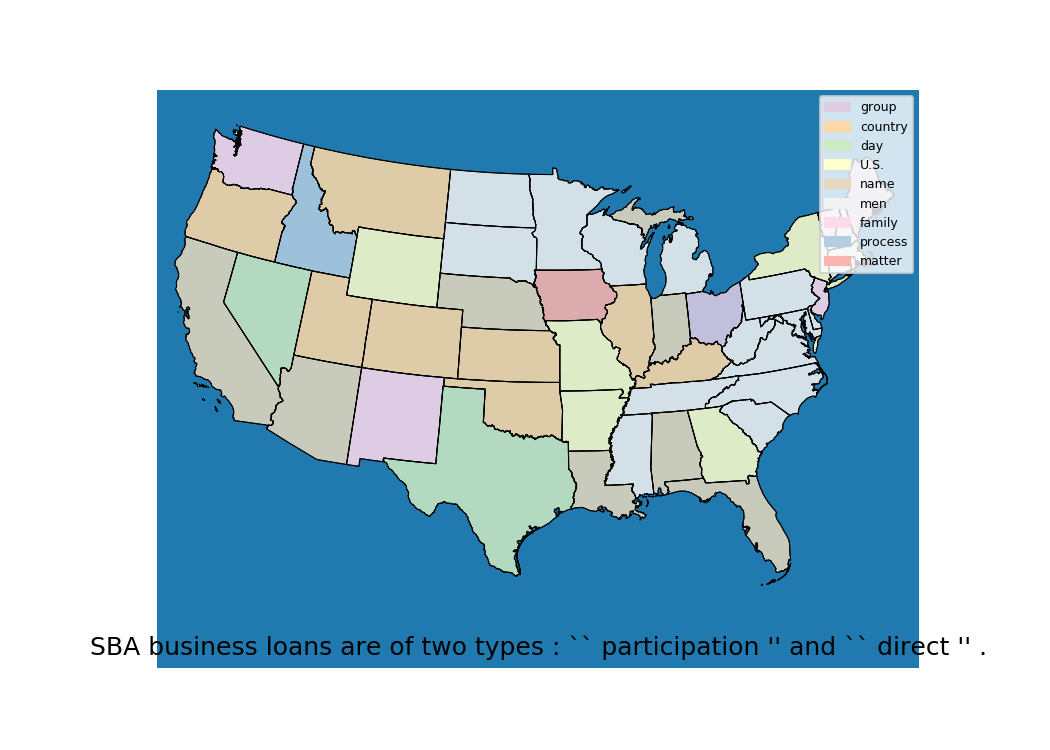 group
country
day
U.S.
name
men
family
process
matter
SBA business loans are of two types : `` participation '' and `` direct '' .